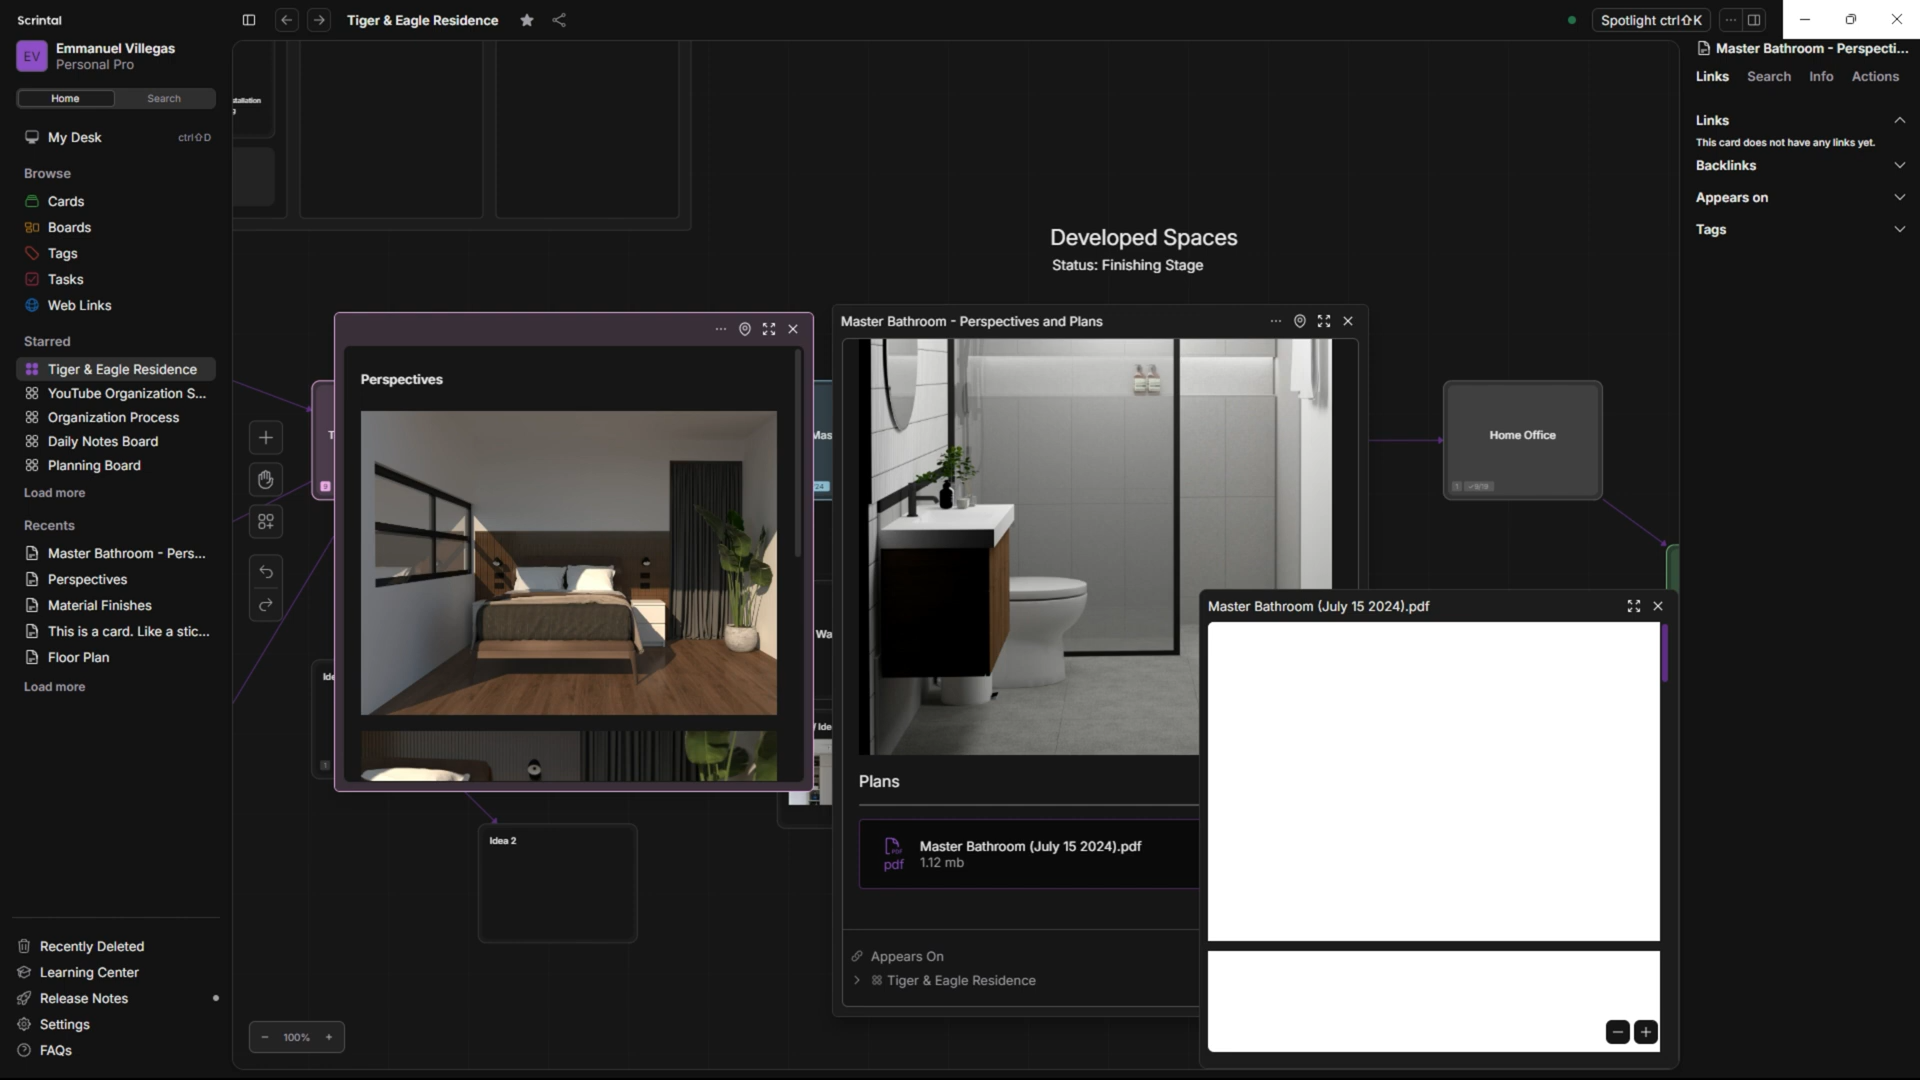 Scrintal
Tiger & Eagle Residence
Spotlight ctrl⇧K
EV
Emmanuel Villegas
Personal Pro
Home
Search
My Desk
ctrl⇧D
Browse
Cards
Boards
Tags
Tasks
Web Links
Starred
Tiger & Eagle Residence
YouTube Organization S...
Organization Process
Daily Notes Board
Planning Board
Load more
Recents
Master Bathroom - Pers...
Perspectives
Material Finishes
This is a card. Like a stic...
Floor Plan
Load more
Recently Deleted
Learning Center
Release Notes
Settings
FAQs
Developed Spaces
Status: Finishing Stage
Perspectives
Idea 2
100%
Master Bathroom - Perspectives and Plans
Plans
Master Bathroom (July 15 2024).pdf
pdf
1.12 mb
Appears On
Tiger & Eagle Residence
Home Office
Master Bathroom (July 15 2024).pdf
Master Bathroom - Perspecti...
Links
Search
Info
Actions
Links
This card does not have any links yet.
Backlinks
Appears on
Tags